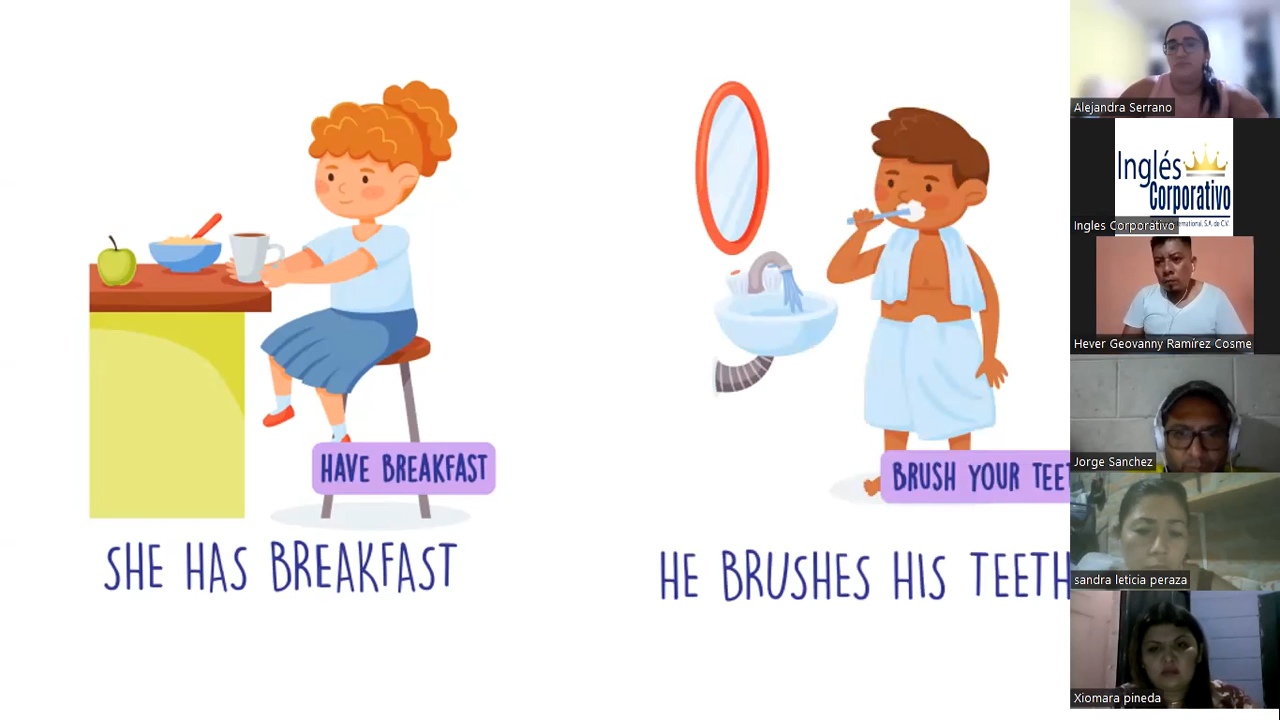 HAVE BREAKFAST
SHE HAS BREAKFAST
BRUSH YOUR
HE BRUSHES HIS TEETH
Alejandra Serrano
Inglés
Corporativo
Ingles Corporativo
Hever Geovanny Ramírez Cosme
Jorge Sanchez
sandra leticia peraza
Xiomara pineda